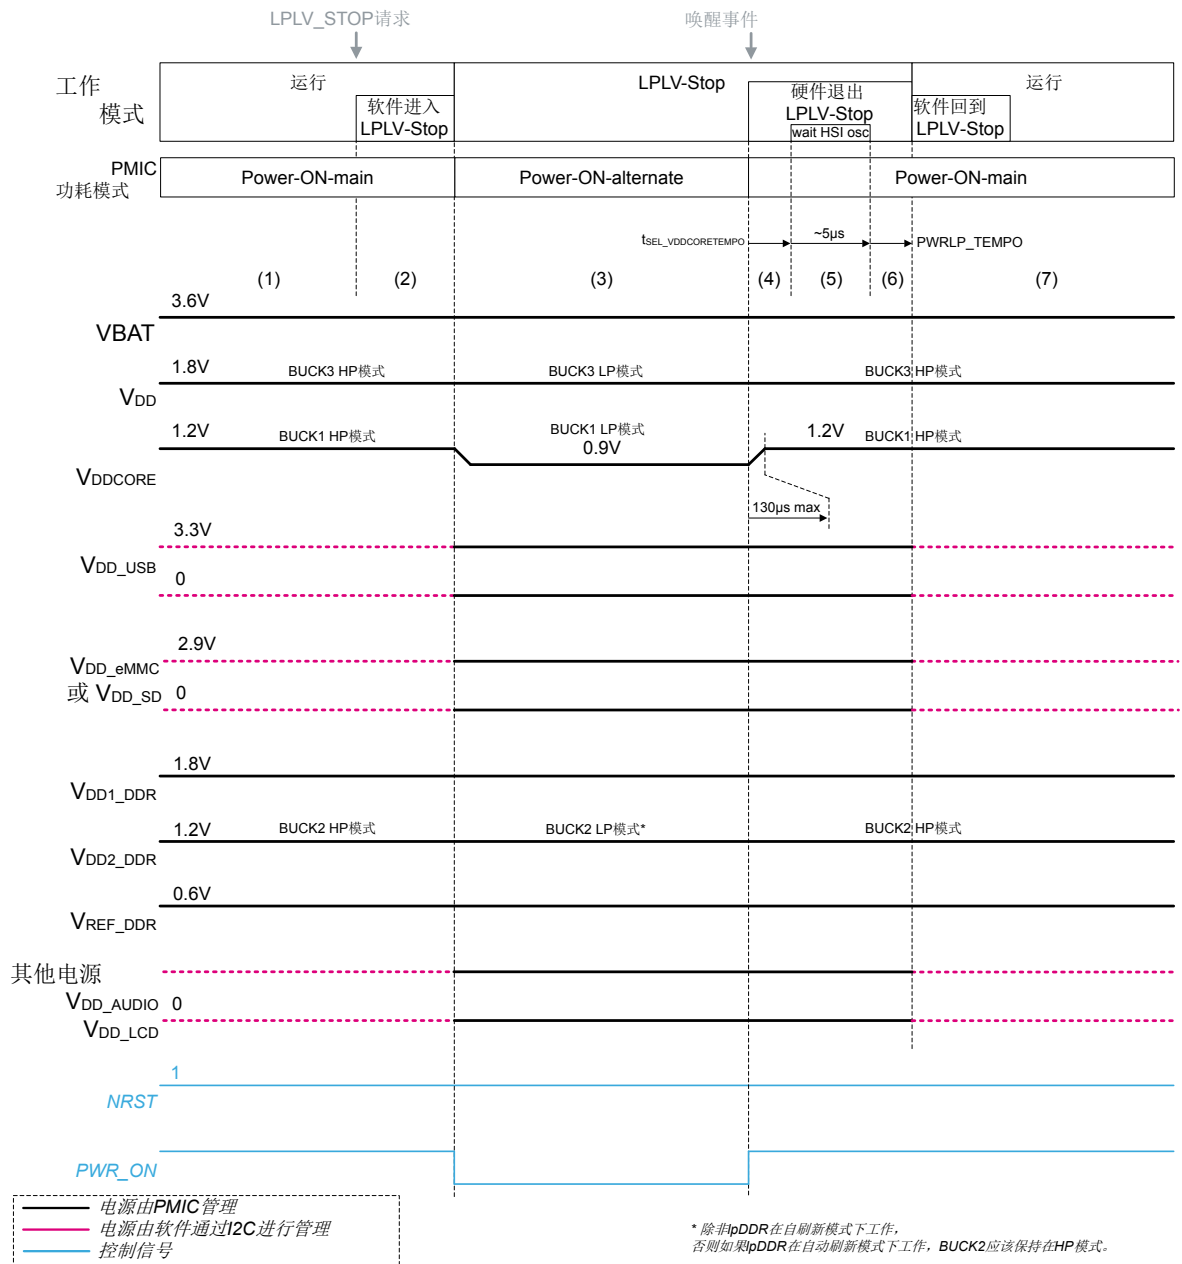 LPLV_STOP请求
唤醒事件
工作
模式
运行
软件进入
LPLV-Stop
LPLV-Stop
硬件退出
LPLV-Stop
wait HSI osc
软件回到
LPLV-Stop
运行
PMIC
功耗模式
Power-ON-main
Power-ON-alternate
Power-ON-main
tSEL_VDDCORETEMPO
~5µs
PWRLP_TEMPO
(1)
(2)
(3)
(4)
(5)
(6)
(7)
3.6V
VBAT
1.8V
BUCK3 HP模式
BUCK3 LP模式
BUCK3 HP模式
VDD
1.2V
BUCK1 HP模式
BUCK1 LP模式
0.9V
1.2V
BUCK1 HP模式
VDDCORE
130µs max
3.3V
VDD_USB
0
2.9V
VDD_eMMC
或 VDD_SD
0
1.8V
VDD1_DDR
1.2V
BUCK2 HP模式
BUCK2 LP模式*
BUCK2 HP模式
VDD2_DDR
0.6V
VREF_DDR
其他电源
VDD_AUDIO
0
VDD_LCD
1
NRST
PWR_ON
电源由PMIC管理
电源由软件通过I2C进行管理
控制信号
* 除非lpDDR在自刷新模式下工作，
否则如果lpDDR在自动刷新模式下工作，BUCK2应该保持在HP模式。